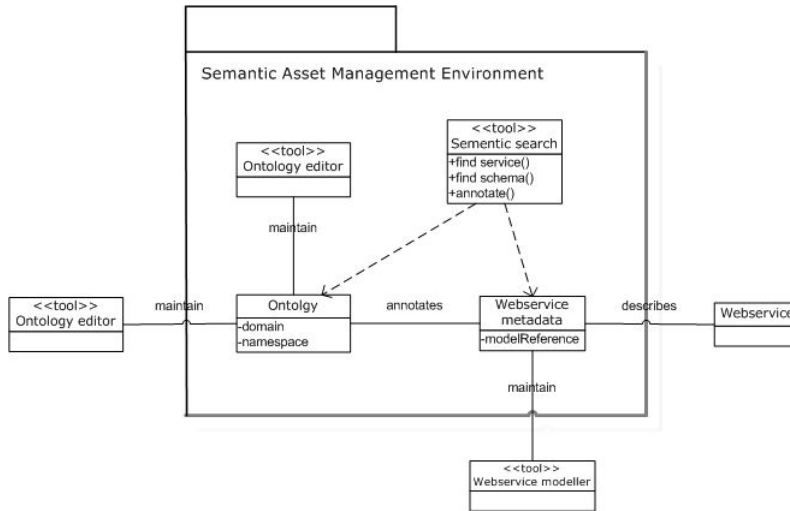 Semantic Asset Management Environment
<<tool>>
Sementic search
+find service()
+find schema()
+annotate()
<<tool>>
Ontology editor
maintain
<<tool>>
Ontology editor
maintain
Ontolgy
-domain
-namespace
annotates
Webservice
metadata
-modelReference
describes
Webservice
maintain
<<tool>>
Webservice modeller